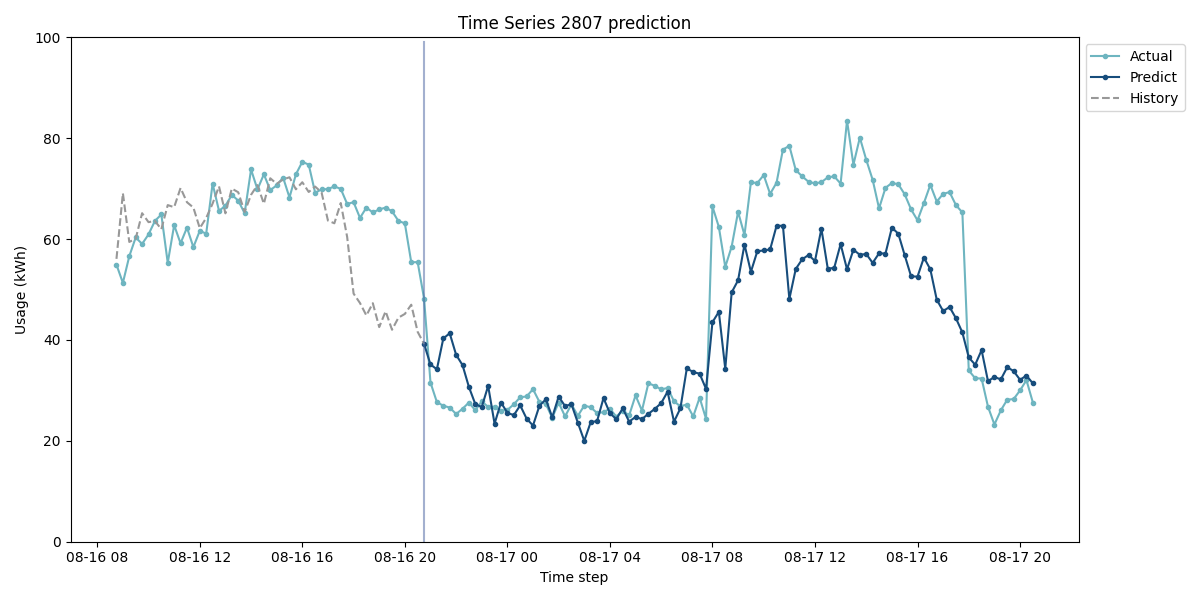 Time Series 2807 prediction
100
80
60
40
20
0
Usage (kWh)
08-16 08
08-16 12
08-16 16
08-16 20
08-17 00
08-17 04
08-17 08
08-17 12
08-17 16
08-17 20
Time step
Actual
Predict
History